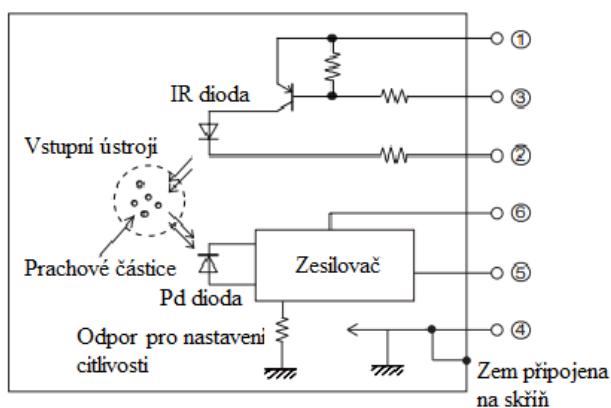 ①
IR dioda
③
Vstupní ústrojí
②
⑥
Zesilovač
Prachové částice
⑤
Pd dioda
Odpor pro nastavení
citlivosti
④
Zem připojena
na skříň